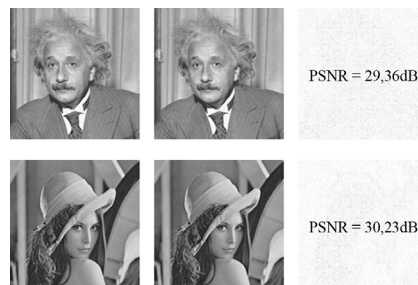 PSNR = 29,36dB
PSNR = 30,23dB